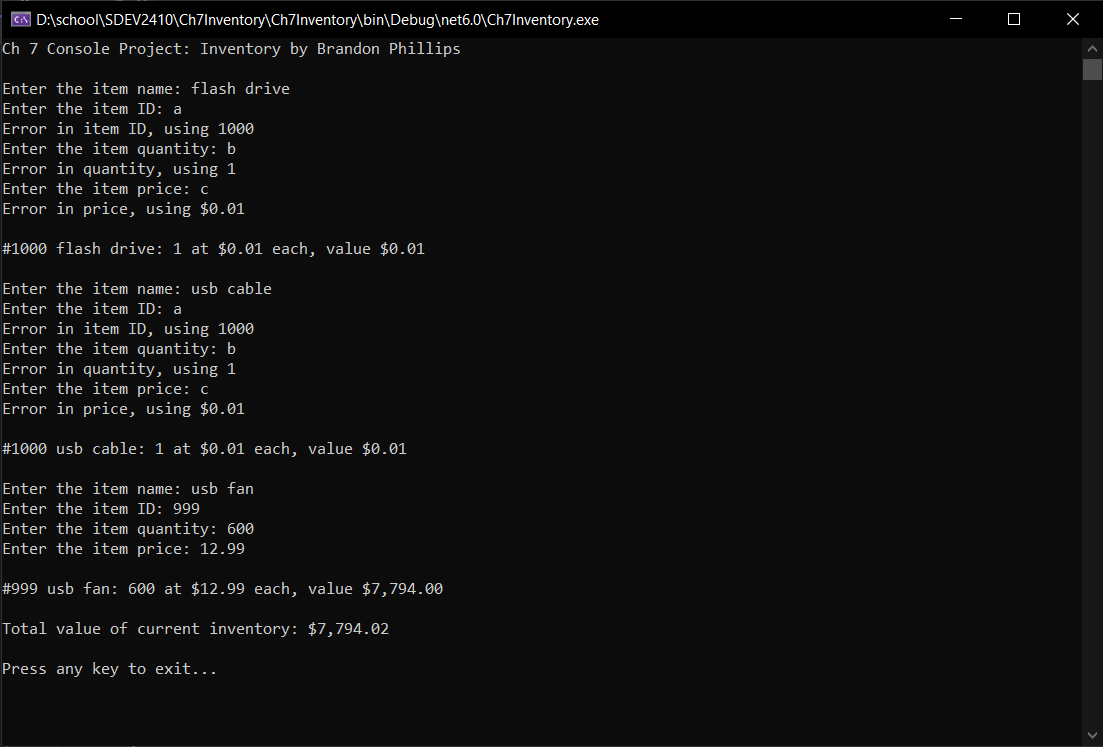 D:\school\SDEV2410\Ch7Inventory\Ch7Inventory\bin\Debug\net6.0\Ch7Inventory.exe
Ch 7 Console Project: Inventory by Brandon Phillips
Enter the item name: flash drive
Enter the item ID: a
Error in item ID, using 1000
Enter the item quantity: b
Error in quantity, using 1
Enter the item price: c
Error in price, using $0.01
#1000 flash drive: 1 at $0.01 each, value $0.01
Enter the item name: usb cable
Enter the item ID: a
Error in item ID, using 1000
Enter the item quantity: b
Error in quantity, using 1
Enter the item price: c
Error in price, using $0.01
#1000 usb cable: 1 at $0.01 each, value $0.01
Enter the item name: usb fan
Enter the item ID: 999
Enter the item quantity: 600
Enter the item price: 12.99
#999 usb fan: 600 at $12.99 each, value $7,794.00
Total value of current inventory: $7,794.02
Press any key to exit...